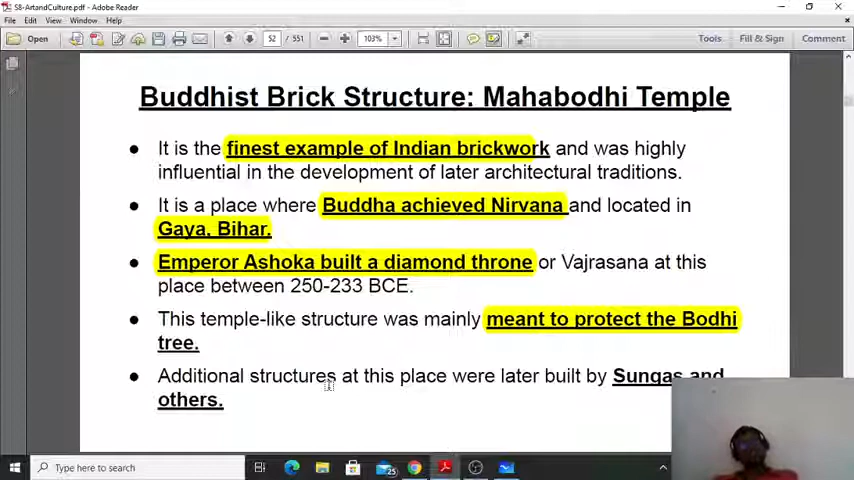 S8-ArtandCulture.pdf - Adobe Reader
File Edit View Window Help
Open 52 / 551 103% Tools Fill & Sign Comment
Buddhist Brick Structure: Mahabodhi Temple
● It is the finest example of Indian brickwork and was highly
influential in the development of later architectural traditions.
● It is a place where Buddha achieved Nirvana and located in
Gaya, Bihar.
● Emperor Ashoka built a diamond throne or Vajrasana at this
place between 250-233 BCE.
● This temple-like structure was mainly meant to protect the Bodhi
tree.
● Additional structures at this place were later built by Sungas and
others.
Type here to search
25